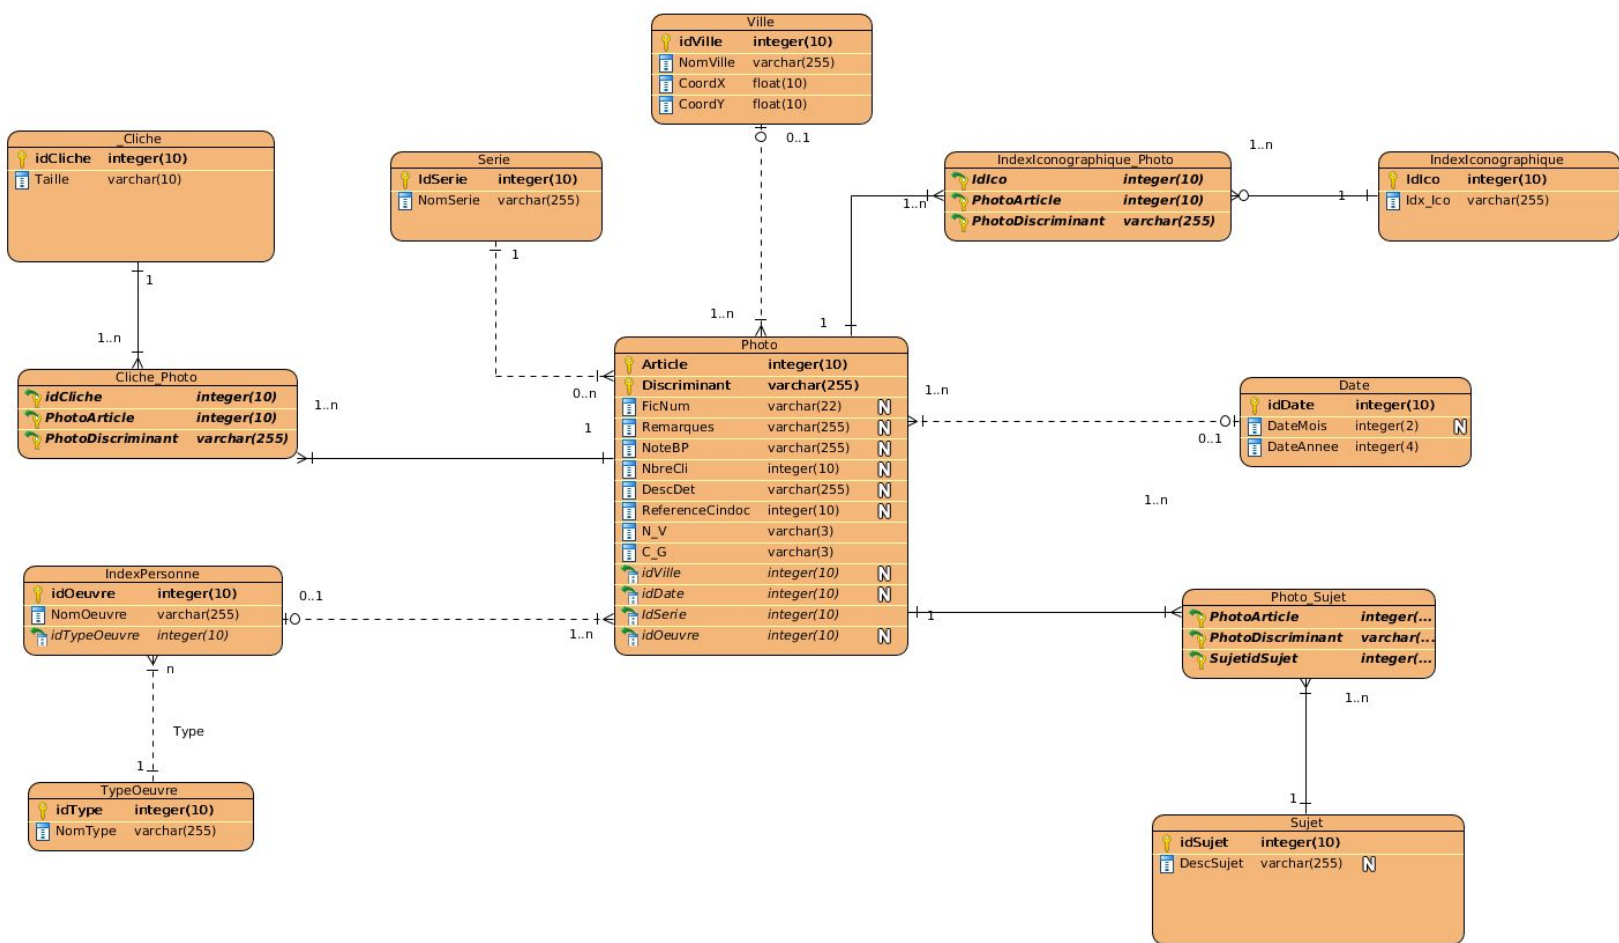 Ville
idVille integer(10)
NomVille varchar(255)
CoordX float(10)
CoordY float(10)
0..1
_Cliche
idCliche integer(10)
Taille varchar(10)
1
1..n
Serie
IdSerie integer(10)
NomSerie varchar(255)
1
0..n
1..n
IndexIconographique_Photo
IdIco integer(10)
PhotoArticle integer(10)
PhotoDiscriminant varchar(255)
1..n
1
1..n
1
IndexIconographique
IdIco integer(10)
Idx_Ico varchar(255)
Cliche_Photo
idCliche integer(10)
PhotoArticle integer(10)
PhotoDiscriminant varchar(255)
1..n
1
Photo
Article integer(10)
Discriminant varchar(255)
FicNum varchar(22) N
Remarques varchar(255) N
NoteBP varchar(255) N
NbreCli integer(10) N
DescDet varchar(255) N
ReferenceCindoc integer(10) N
N_V varchar(3)
C_G varchar(3)
idVille integer(10) N
idDate integer(10) N
IdSerie integer(10)
idOeuvre integer(10) N
1..n
0..1
Date
idDate integer(10)
DateMois integer(2) N
DateAnnee integer(4)
1..n
IndexPersonne
idOeuvre integer(10)
NomOeuvre varchar(255)
idTypeOeuvre integer(10)
0..1
1..n
n
Type
1
TypeOeuvre
idType integer(10)
NomType varchar(255)
1
Photo_Sujet
PhotoArticle integer(...
PhotoDiscriminant varchar(...
SujetidSujet integer(...
1..n
1
Sujet
idSujet integer(10)
DescSujet varchar(255) N